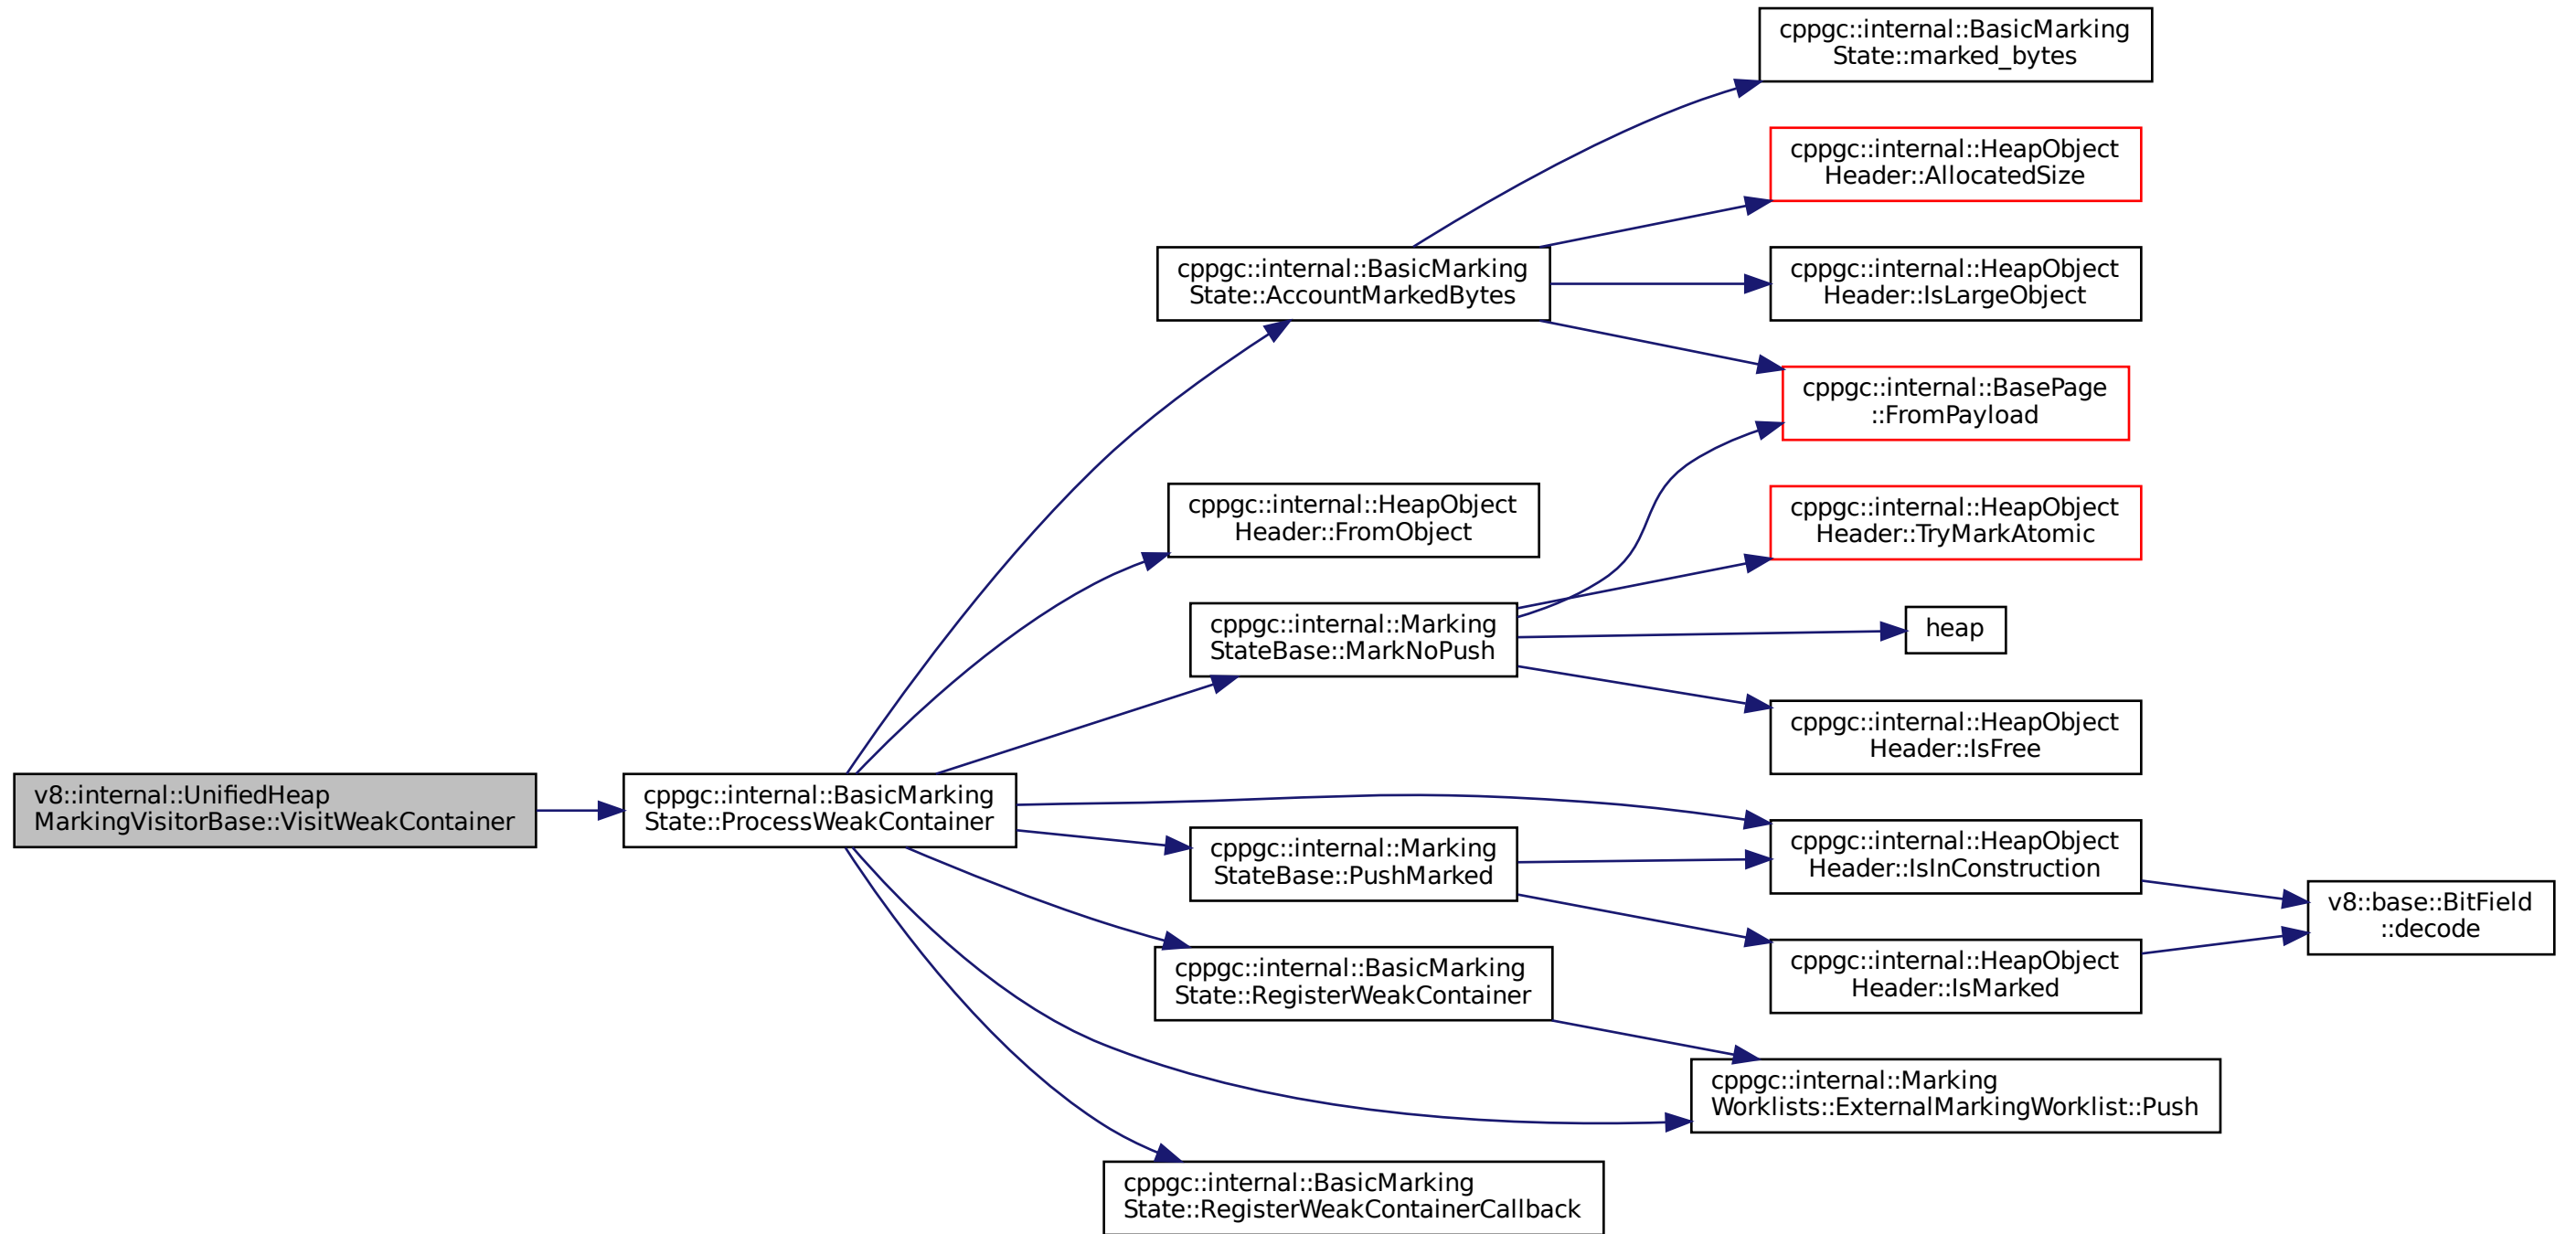 cppgc::internal::BasicMarking
State::marked_bytes
cppgc::internal::HeapObject
Header::AllocatedSize
cppgc::internal::BasicMarking
State::AccountMarkedBytes
cppgc::internal::HeapObject
Header::IsLargeObject
cppgc::internal::BasePage
::FromPayload
cppgc::internal::HeapObject
Header::FromObject
cppgc::internal::HeapObject
Header::TryMarkAtomic
cppgc::internal::Marking
StateBase::MarkNoPush
heap
cppgc::internal::HeapObject
Header::IsFree
v8::internal::UnifiedHeap
MarkingVisitorBase::VisitWeakContainer
cppgc::internal::BasicMarking
State::ProcessWeakContainer
cppgc::internal::Marking
StateBase::PushMarked
cppgc::internal::HeapObject
Header::IsInConstruction
v8::base::BitField
::decode
cppgc::internal::BasicMarking
State::RegisterWeakContainer
cppgc::internal::HeapObject
Header::IsMarked
cppgc::internal::Marking
Worklists::ExternalMarkingWorklist::Push
cppgc::internal::BasicMarking
State::RegisterWeakContainerCallback